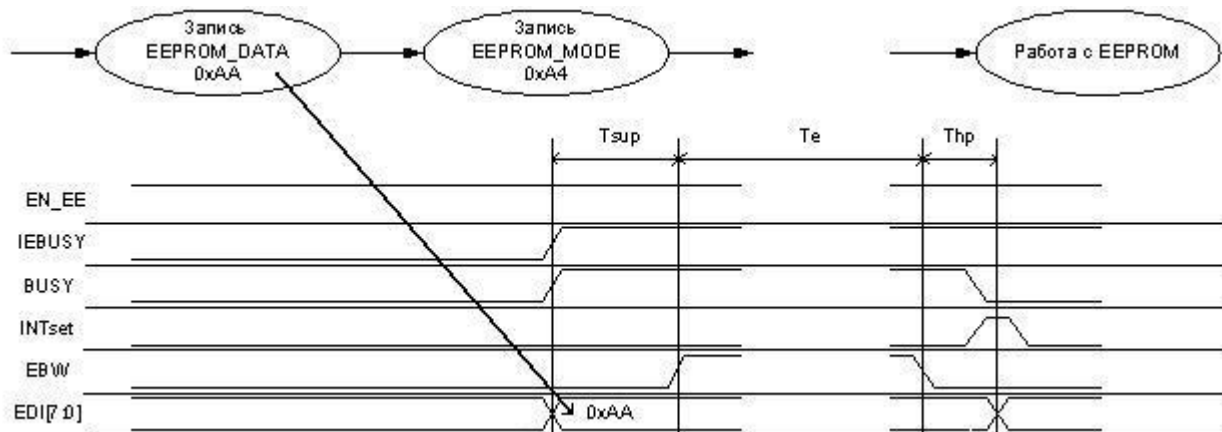 Запись
EEPROM_DATA
0xAA
Запись
EEPROM_MODE
0xA4
Работа с EEPROM
Tsup
Te
Thp
EN_EE
IEBUSY
BUSY
INTset
EBW
EDI[7:0]
0xAA